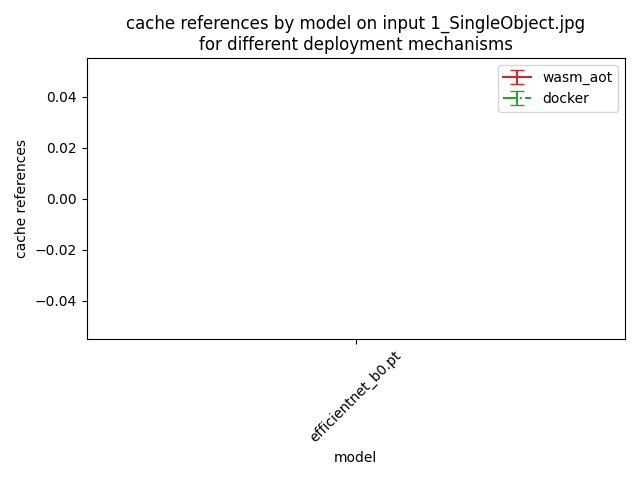 cache references by model on input 1_SingleObject.jpg
for different deployment mechanisms
wasm_aot
docker
0.04
0.02
0.00
−0.02
−0.04
cache references
efficientnet_b0.pt
model